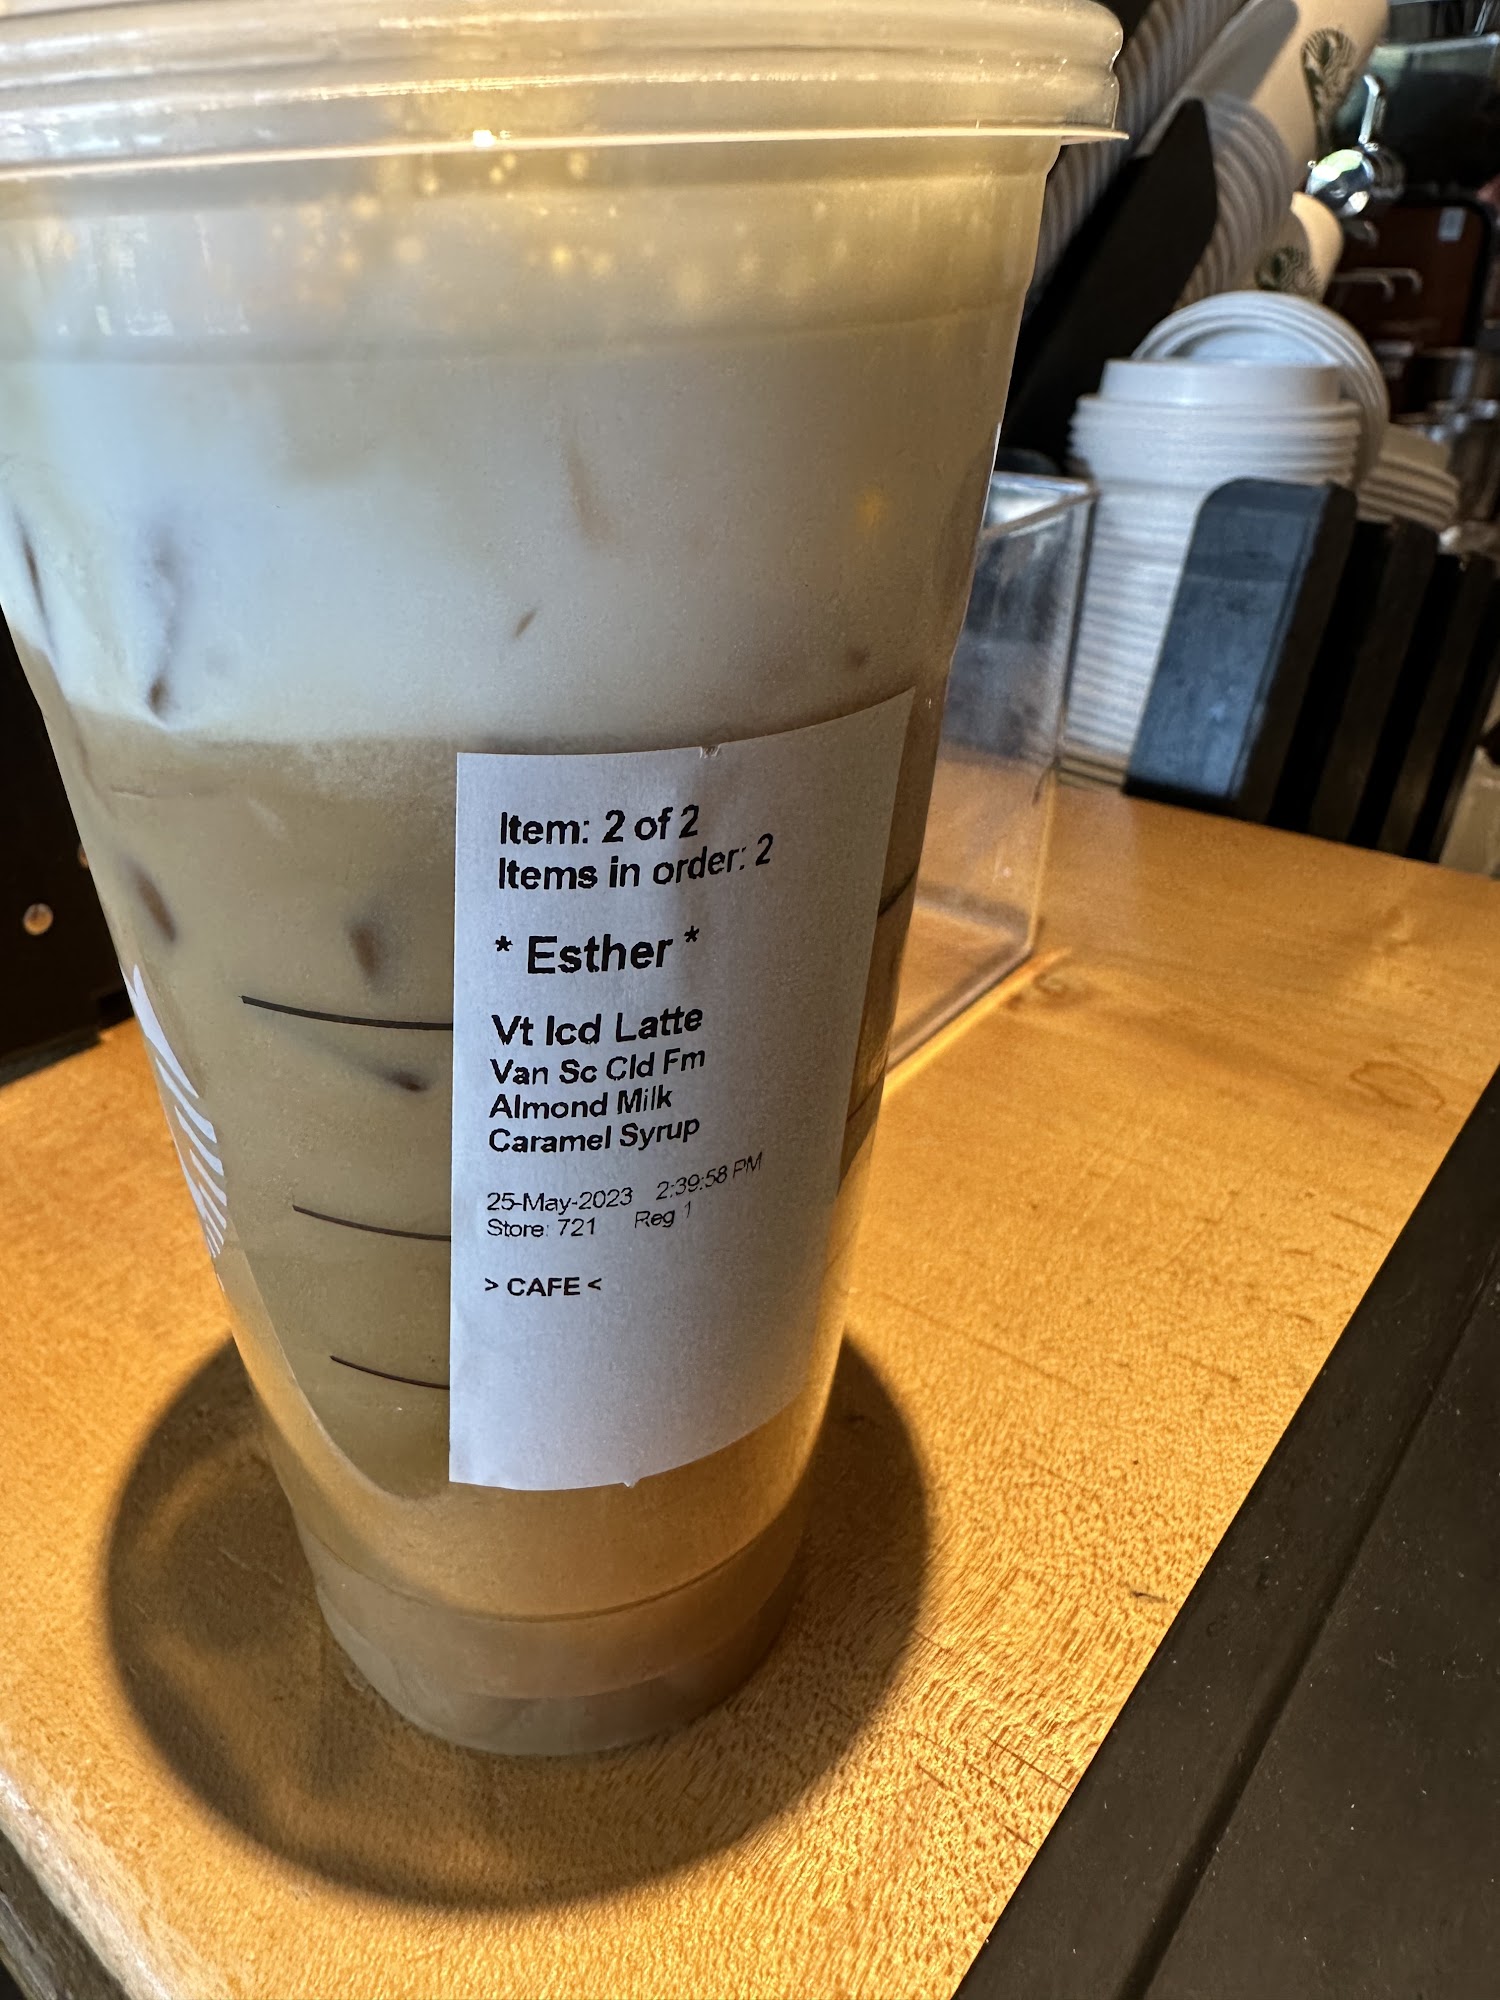 Item: 2 of 2
Items in order: 2
* Esther *
Vt Icd Latte
Van Sc Cld Fm
Almond Milk
Caramel Syrup
25-May-2023 2:39:58 PM
Store: 721 Reg 1
> CAFE <